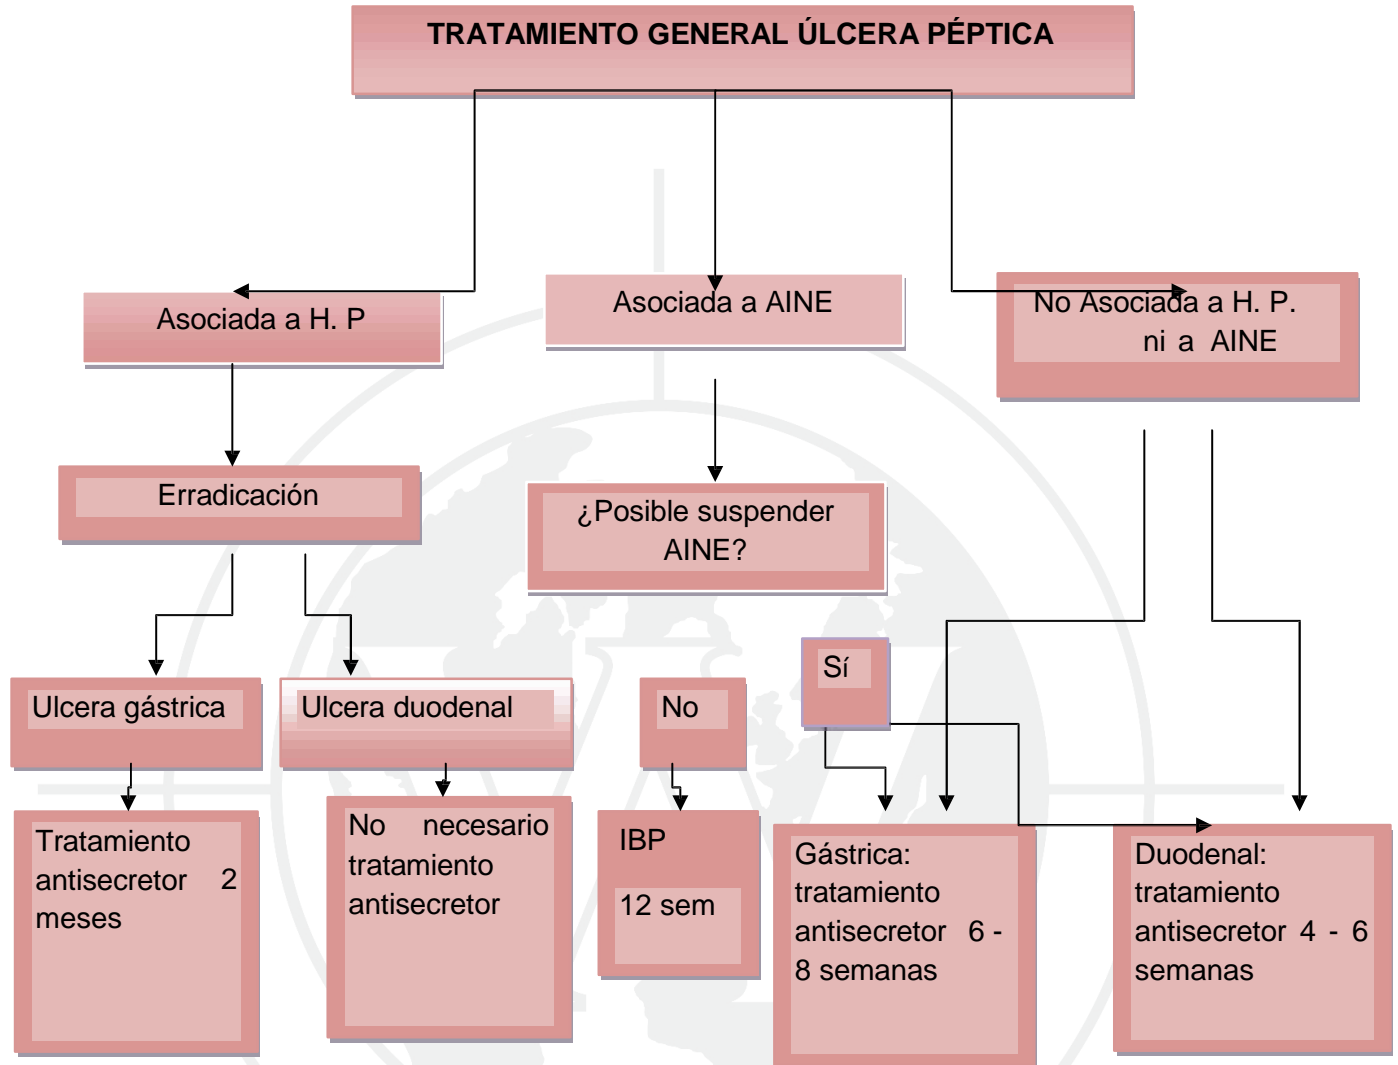 TRATAMIENTO GENERAL ÚLCERA PÉPTICA
Asociada a H. P
Asociada a AINE
No Asociada a H. P.
ni a AINE
Erradicación
¿Posible suspender
AINE?
Ulcera gástrica
Ulcera duodenal
No
Sí
Tratamiento
antisecretor 2
meses
No necesario
tratamiento
antisecretor
IBP
12 sem
Gástrica:
tratamiento
antisecretor 6 -
8 semanas
Duodenal:
tratamiento
antisecretor 4 - 6
semanas